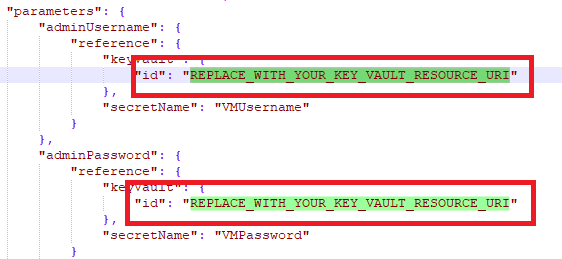 "parameters": {
"adminUsername": {
"reference": {
"keyVault": {
"id": "REPLACE_WITH_YOUR_KEY_VAULT_RESOURCE_URI"
},
"secretName": "VMUsername"
}
},
"adminPassword": {
"reference": {
"keyVault": {
"id": "REPLACE_WITH_YOUR_KEY_VAULT_RESOURCE_URI"
},
"secretName": "VMPassword"
}